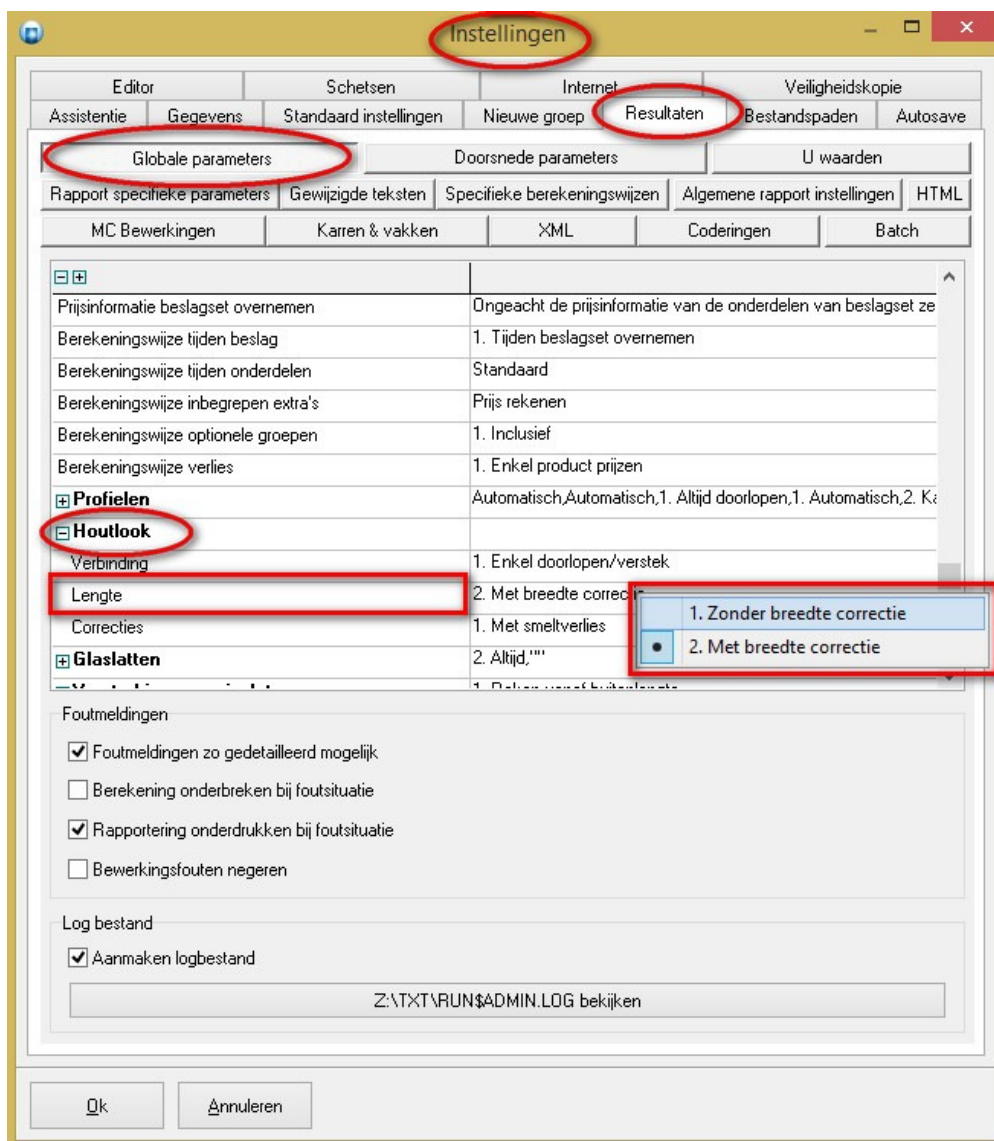 Instellingen
Editor Schetsen Internet Veiligheidskopie
Assistentie Gegevens Standaard instellingen Nieuwe groep Resultaten Bestandspaden Autosave
Globale parameters Doorsnede parameters U waarden
Rapport specifieke parameters Gewijzigde teksten Specifieke berekeningswijzen Algemene rapport instellingen HTML
MC Bewerkingen Karren & vakken XML Coderingen Batch
Prijsinformatie beslagset overnemen Ongeacht de prijsinformatie van de onderdelen van beslagset ze
Berekeningswijze tijden beslag 1. Tijden beslagset overnemen
Berekeningswijze tijden onderdelen Standaard
Berekeningswijze inbegrepen extra's Prijs rekenen
Berekeningswijze optionele groepen 1. Inclusief
Berekeningswijze verlies 1. Enkel product prijzen
Profielen Automatisch,Automatisch,1. Altijd doorlopen,1. Automatisch,2. Ka
Houtlook
Verbinding 1. Enkel doorlopen/verstek
Lengte 2. Met breedte correctie
1. Zonder breedte correctie
Correcties 1. Met smeltverlies
2. Met breedte correctie
Glaslatten 2. Altijd,""
Foutmeldingen
Foutmeldingen zo gedetailleerd mogelijk
Berekening onderbreken bij foutsituatie
Rapportering onderdrukken bij foutsituatie
Bewerkingsfouten negeren
Log bestand
Aanmaken logbestand
Z:\TXT\RUN$ADMIN.LOG bekijken
Ok Annuleren